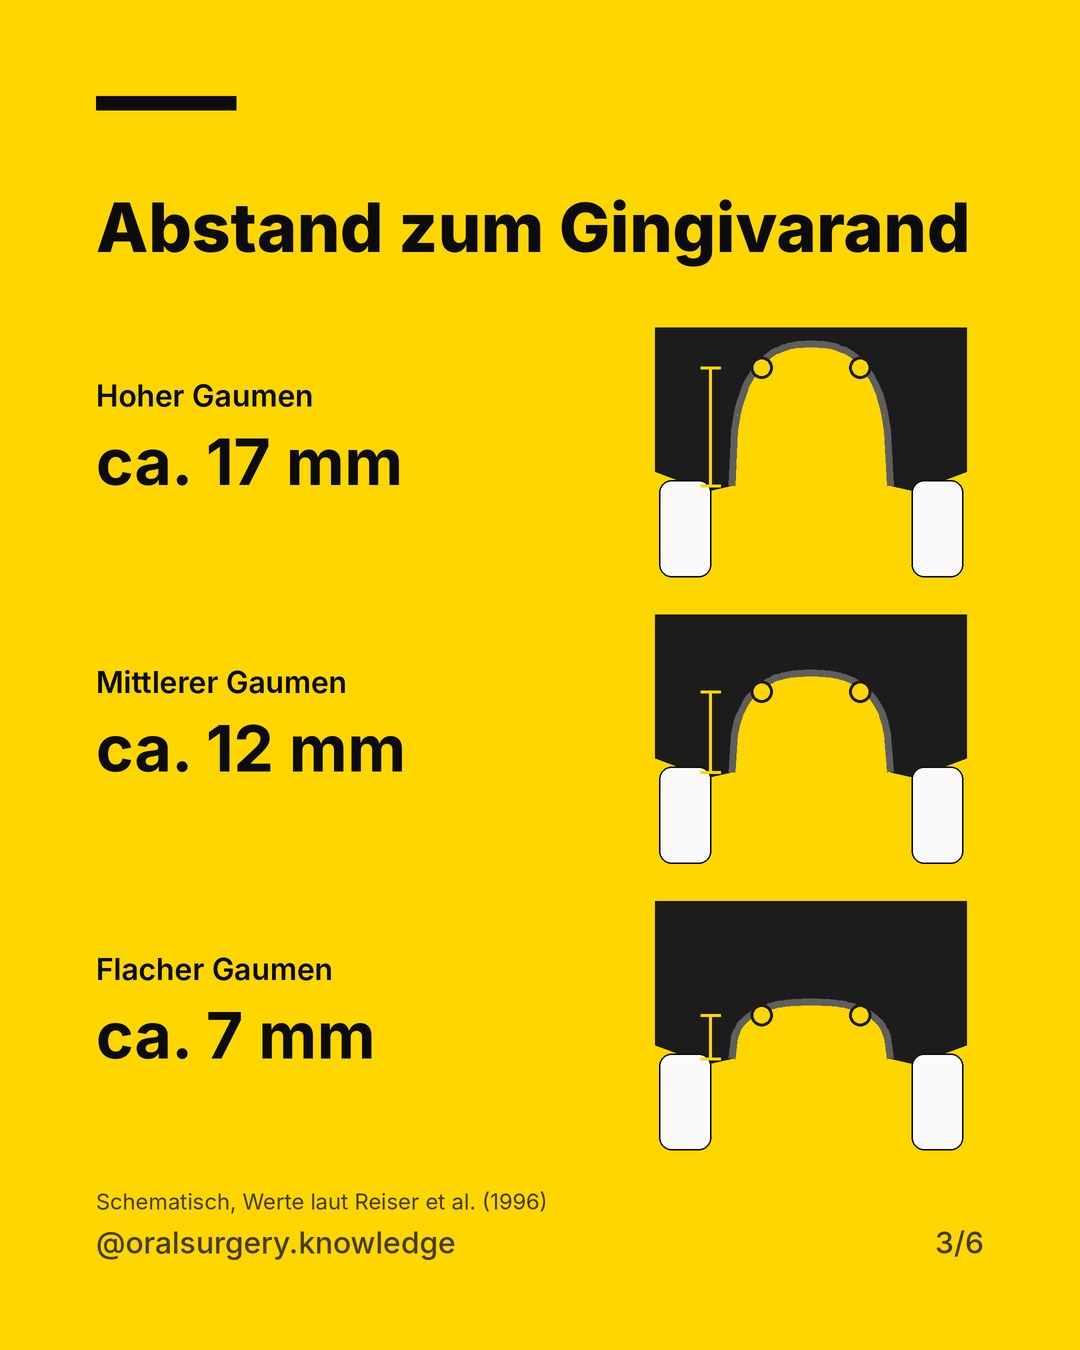 Abstand zum Gingivarand
Hoher Gaumen
ca. 17 mm
Mittlerer Gaumen
ca. 12 mm
Flacher Gaumen
ca. 7 mm
Schematisch, Werte laut Reiser et al. (1996)
@oralsurgery.knowledge
3/6